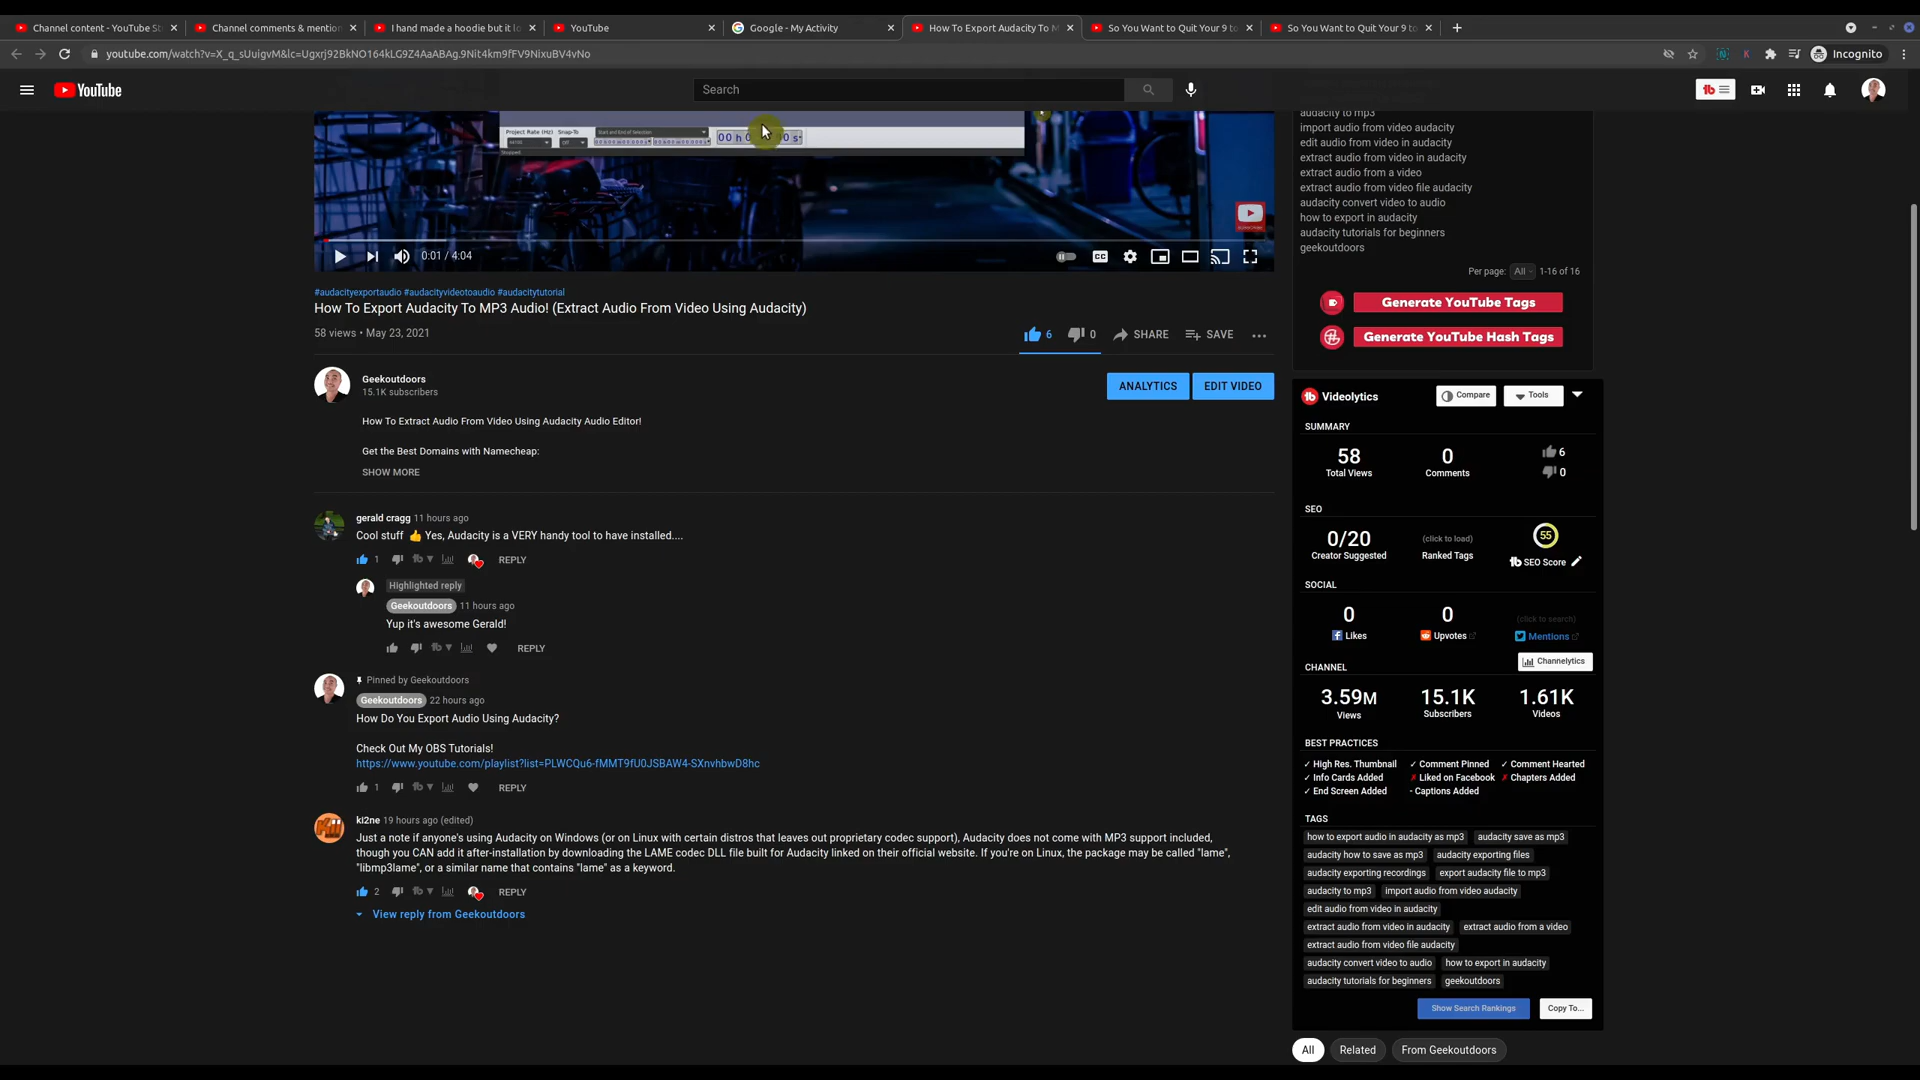 Channel content - YouTube St
Channel comments & mention
I hand made a hoodie but it lo
YouTube
Google - My Activity
How To Export Audacity To M
So You Want to Quit Your 9 to
So You Want to Quit Your 9 to
youtube.com/watch?v=X_q_sUuigvM&lc=Ugxrj92BkNO164kLG9Z4AaABAg.9Nit4km9fFV9NixuBV4vNo
Incognito
YouTube
Search
audacity to mp3
import audio from video audacity
edit audio from video in audacity
extract audio from video in audacity
extract audio from a video
extract audio from video file audacity
audacity convert video to audio
how to export in audacity
audacity tutorials for beginners
geekoutdoors
Per page: All 1-16 of 16
Generate YouTube Tags
Generate YouTube Hash Tags
Project Rate (Hz) Snap-To
Start and End of Selection
0:01 / 4:04
#audacityexportaudio #audacityvideotoaudio #audacitytutorial
How To Export Audacity To MP3 Audio! (Extract Audio From Video Using Audacity)
58 views • May 23, 2021
6 0 SHARE SAVE
Geekoutdoors
15.1K subscribers
ANALYTICS EDIT VIDEO
How To Extract Audio From Video Using Audacity Audio Editor!
Get the Best Domains with Namecheap:
SHOW MORE
gerald cragg 11 hours ago
Cool stuff 👍 Yes, Audacity is a VERY handy tool to have installed....
1 REPLY
Highlighted reply
Geekoutdoors 11 hours ago
Yup it's awesome Gerald!
REPLY
Pinned by Geekoutdoors
Geekoutdoors 22 hours ago
How Do You Export Audio Using Audacity?
Check Out My OBS Tutorials!
https://www.youtube.com/playlist?list=PLWCQu6-fMMT9fU0JSBAW4-SXnvhbwD8hc
1 REPLY
ki2ne 19 hours ago (edited)
Just a note if anyone's using Audacity on Windows (or on Linux with certain distros that leaves out proprietary codec support), Audacity does not come with MP3 support included,
though you CAN add it after-installation by downloading the LAME codec DLL file built for Audacity linked on their official website. If you're on Linux, the package may be called "lame",
"libmp3lame", or a similar name that contains "lame" as a keyword.
2 REPLY
View reply from Geekoutdoors
Videolytics Compare Tools
SUMMARY
58 0 6
Total Views Comments 0
SEO
0/20 (click to load) 55
Creator Suggested Ranked Tags SEO Score
SOCIAL
0 0 (click to search)
Likes Upvotes Mentions
CHANNEL Channelytics
3.59M 15.1K 1.61K
Views Subscribers Videos
BEST PRACTICES
✓ High Res. Thumbnail ✓ Comment Pinned ✓ Comment Hearted
✓ Info Cards Added ✗ Liked on Facebook ✗ Chapters Added
✓ End Screen Added - Captions Added
TAGS
how to export audio in audacity as mp3 audacity save as mp3
audacity how to save as mp3 audacity exporting files
audacity exporting recordings export audacity file to mp3
audacity to mp3 import audio from video audacity
edit audio from video in audacity
extract audio from video in audacity extract audio from a video
extract audio from video file audacity
audacity convert video to audio how to export in audacity
audacity tutorials for beginners geekoutdoors
Show Search Rankings Copy To...
All Related From Geekoutdoors